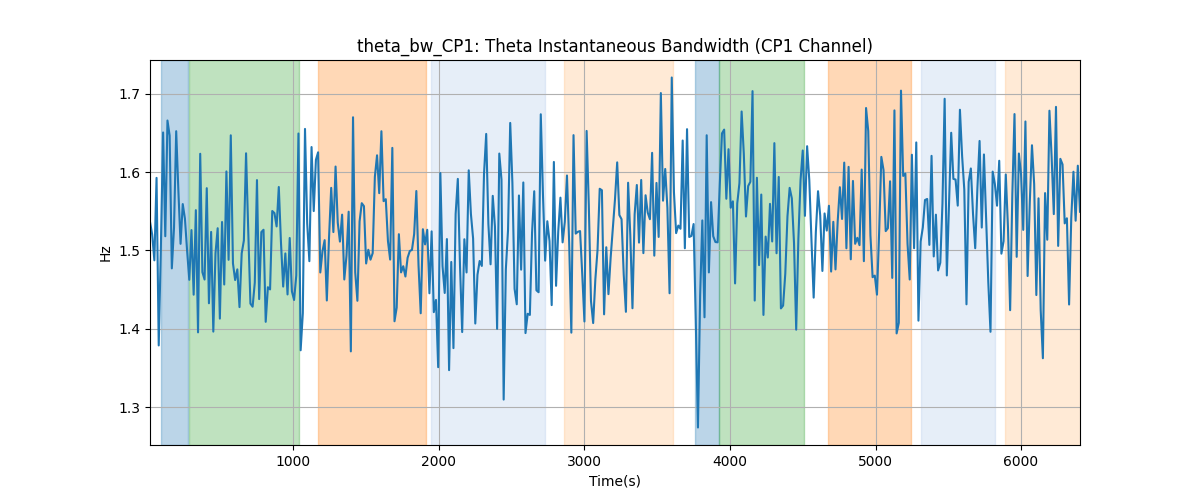 theta_bw_CP1: Theta Instantaneous Bandwidth (CP1 Channel)
1.7
1.6
1.5
1.4
1.3
Hz
1000 2000 3000 4000 5000 6000
Time(s)